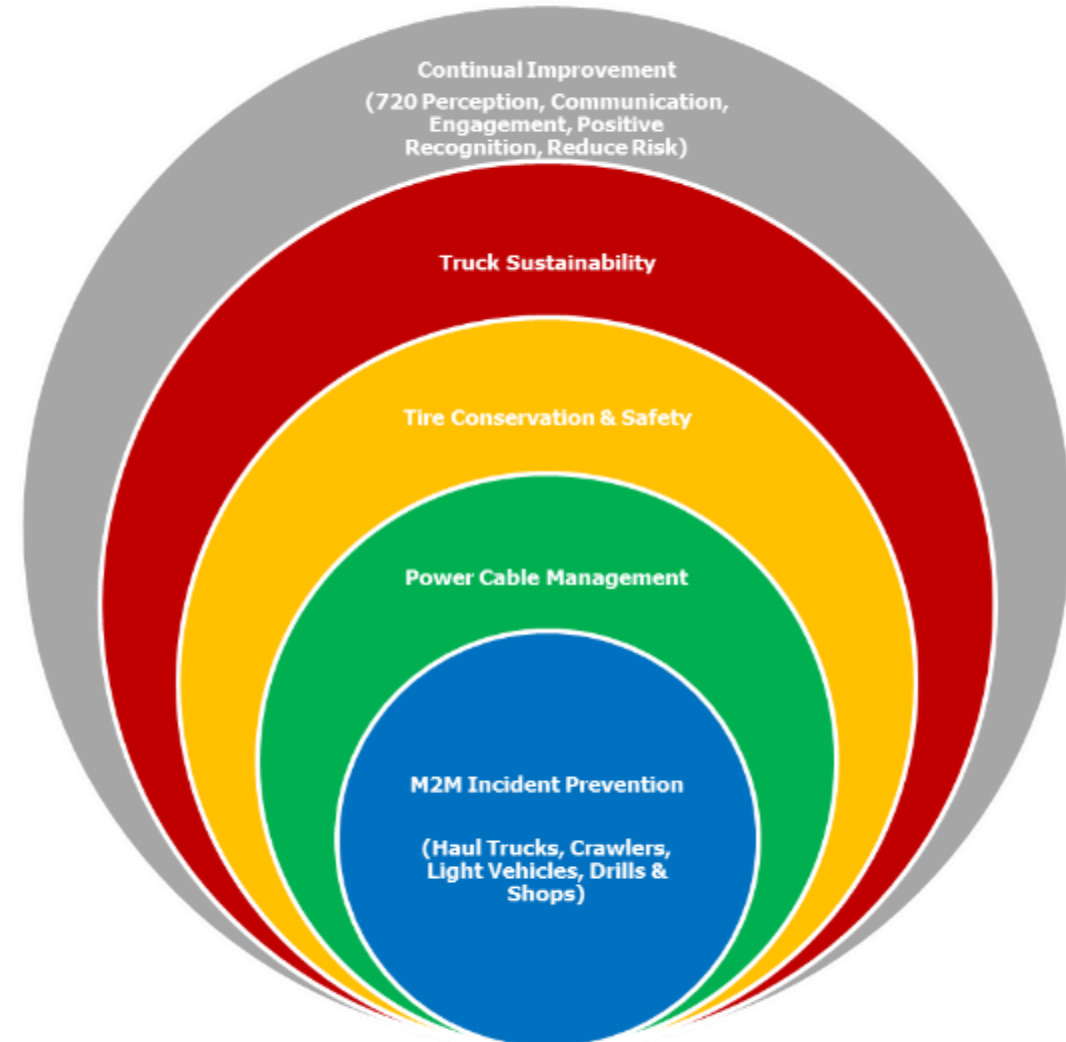 Continual Improvement
(720 Perception, Communication,
Engagement, Positive
Recognition, Reduce Risk)
Truck Sustainability
Tire Conservation & Safety
Power Cable Management
M2M Incident Prevention
(Haul Trucks, Crawlers,
Light Vehicles, Drills &
Shops)